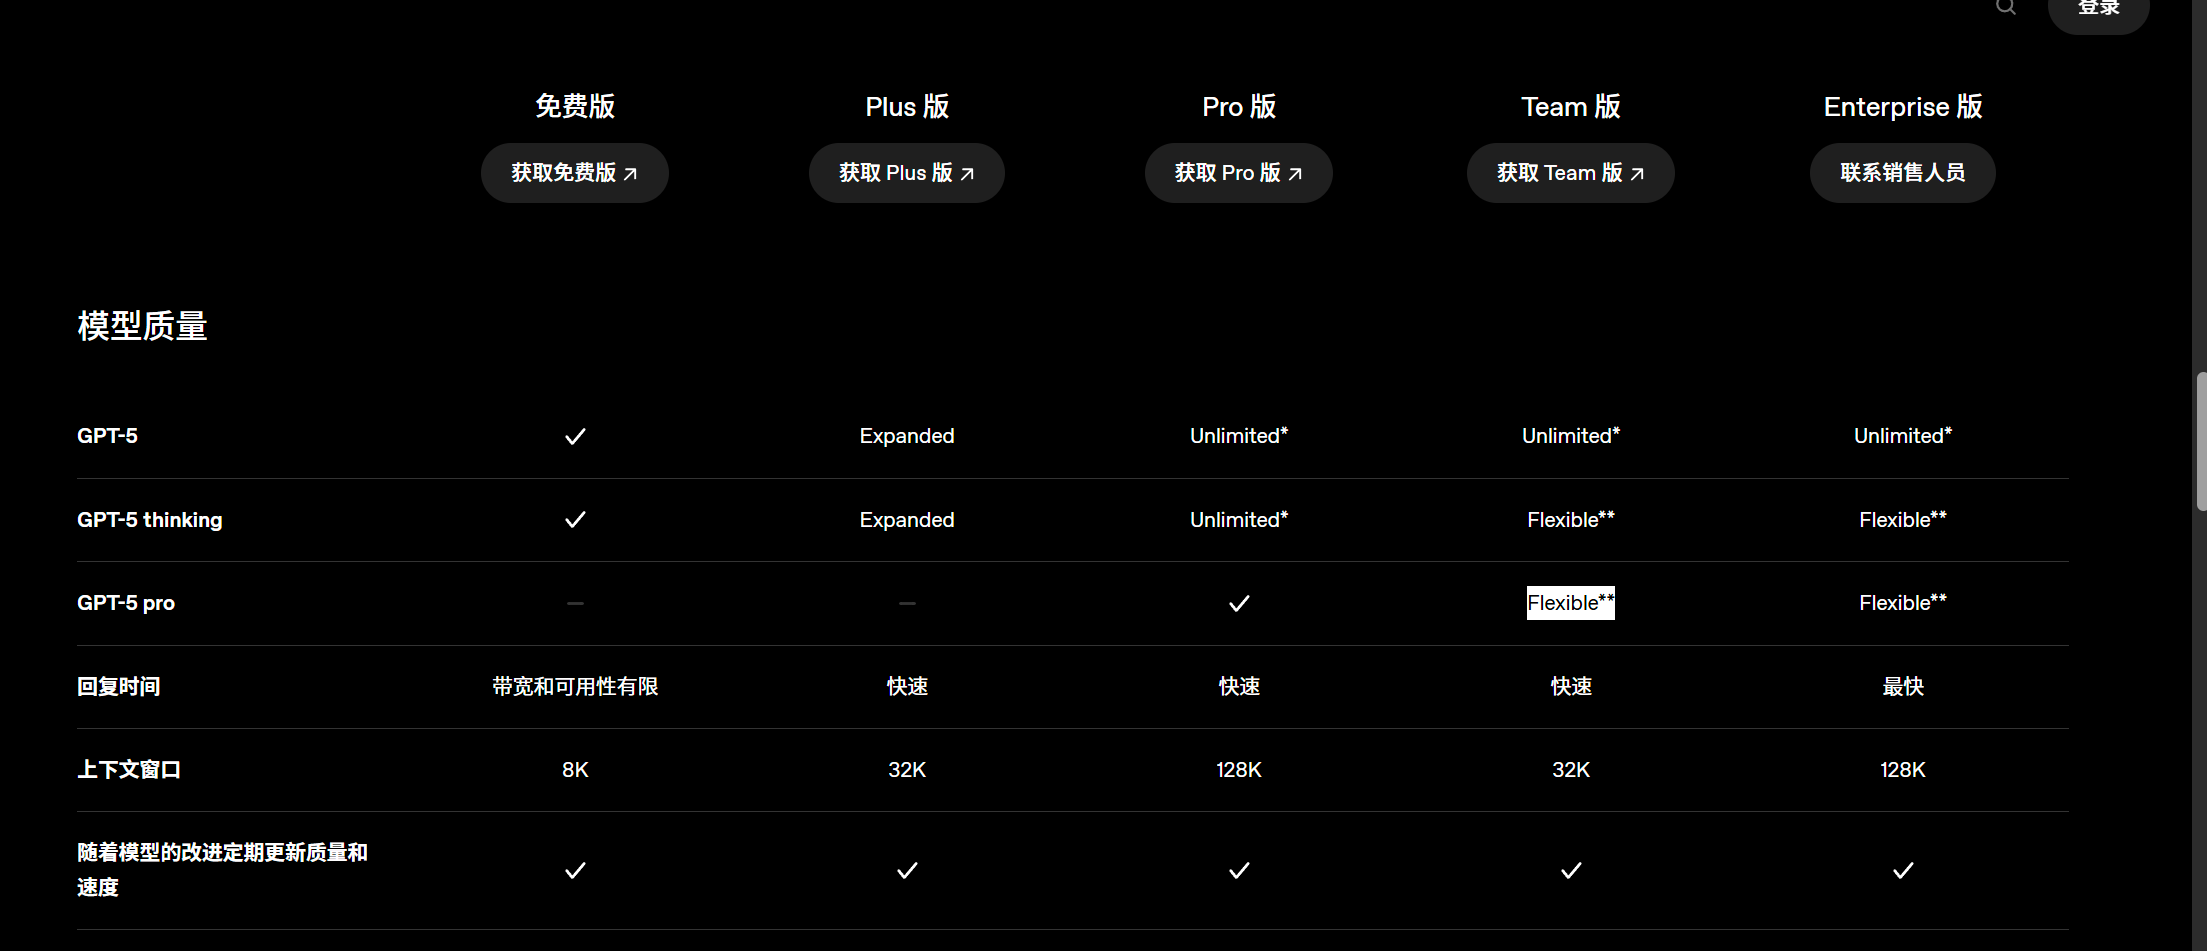 登录
免费版 Plus 版 Pro 版 Team 版 Enterprise 版
获取免费版 ↗ 获取 Plus 版 ↗ 获取 Pro 版 ↗ 获取 Team 版 ↗ 联系销售人员
模型质量
GPT-5 ✓ Expanded Unlimited* Unlimited* Unlimited*
GPT-5 thinking ✓ Expanded Unlimited* Flexible** Flexible**
GPT-5 pro — — ✓ Flexible** Flexible**
回复时间 带宽和可用性有限 快速 快速 快速 最快
上下文窗口 8K 32K 128K 32K 128K
随着模型的改进定期更新质量和
速度 ✓ ✓ ✓ ✓ ✓